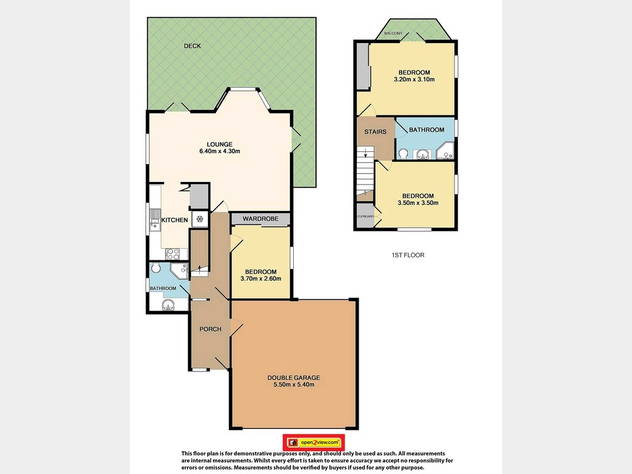 DECK
BALCONY
BEDROOM
3.20m x 3.10m
STAIRS
BATHROOM
BEDROOM
3.50m x 3.50m
CUPBOARD
1ST FLOOR
LOUNGE
6.40m x 4.30m
KITCHEN
WARDROBE
BEDROOM
3.70m x 2.60m
BATHROOM
PORCH
DOUBLE GARAGE
5.50m x 5.40m
open2view.com
This floor plan is for demonstrative purposes only, and should only be used as such. All measurements
are internal measurements. Whilst every effort is taken to ensure accuracy we accept no responsibility for
errors or omissions. Measurements should be verified by buyers if used for any other purpose.